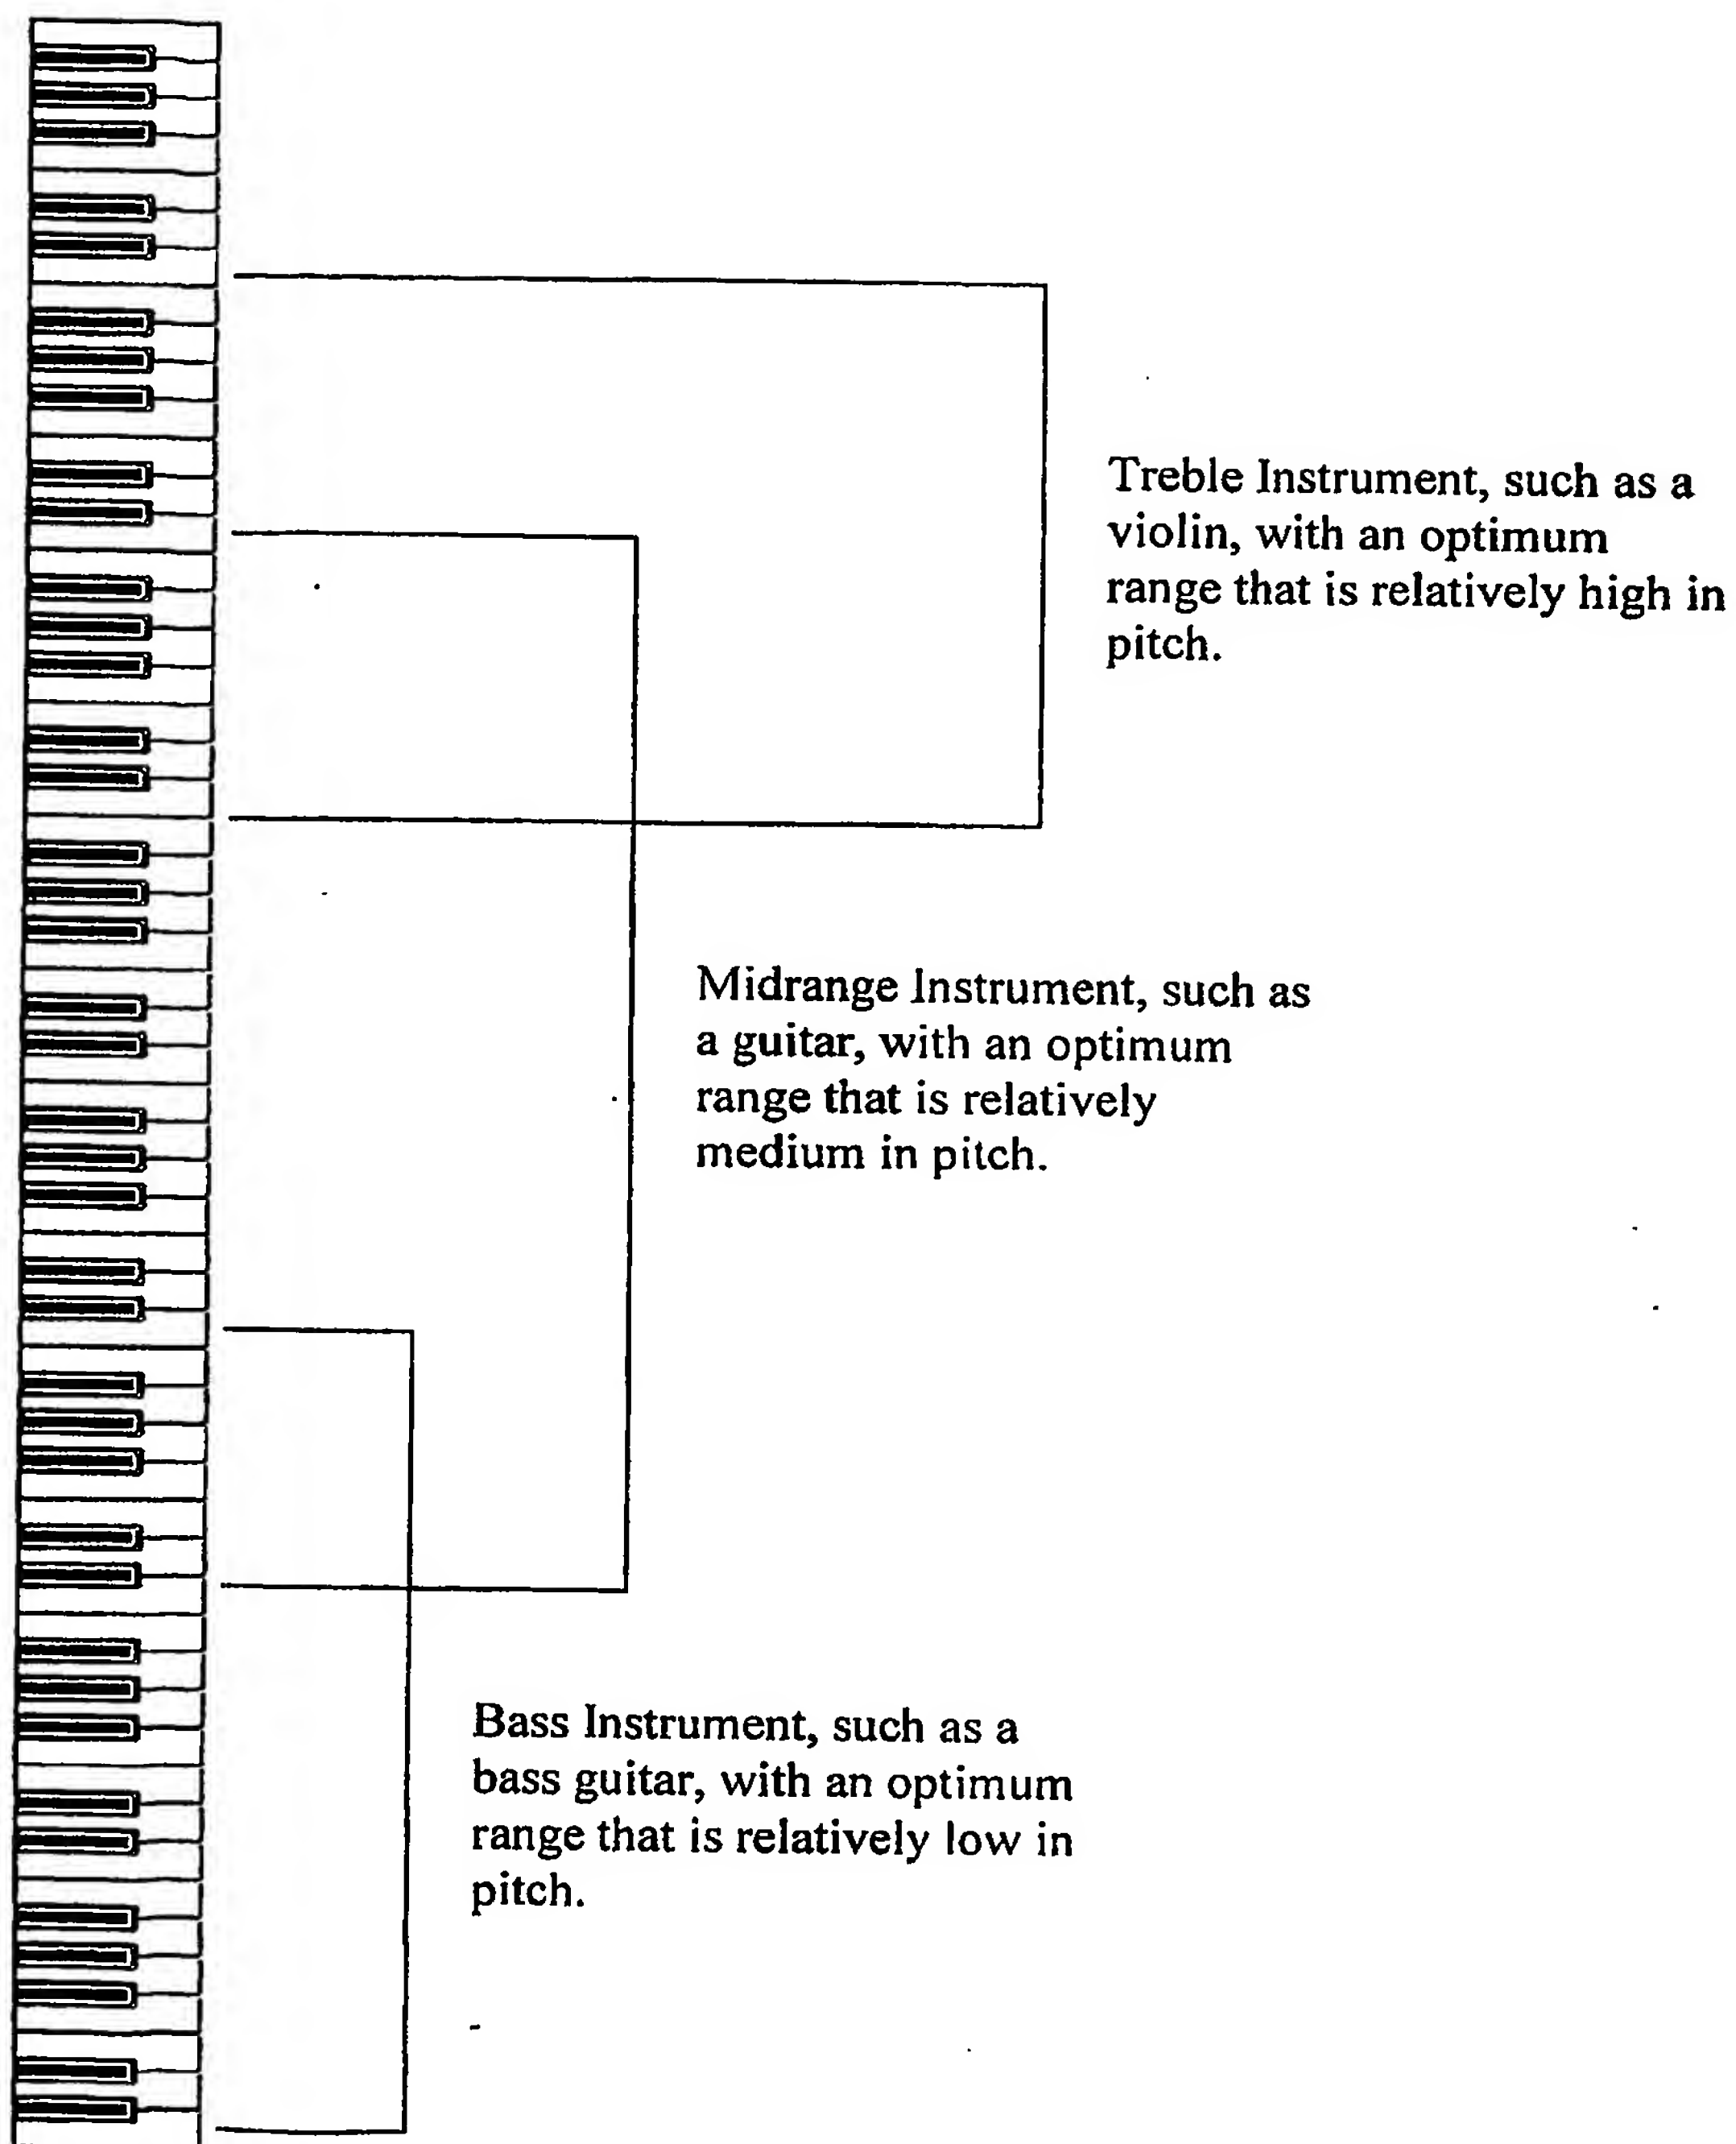 Treble Instrument, such as a
violin, with an optimum
range that is relatively high in
pitch.
Midrange Instrument, such as
a guitar, with an optimum
range that is relatively
medium in pitch.
Bass Instrument, such as a
bass guitar, with an optimum
range that is relatively low in
pitch.